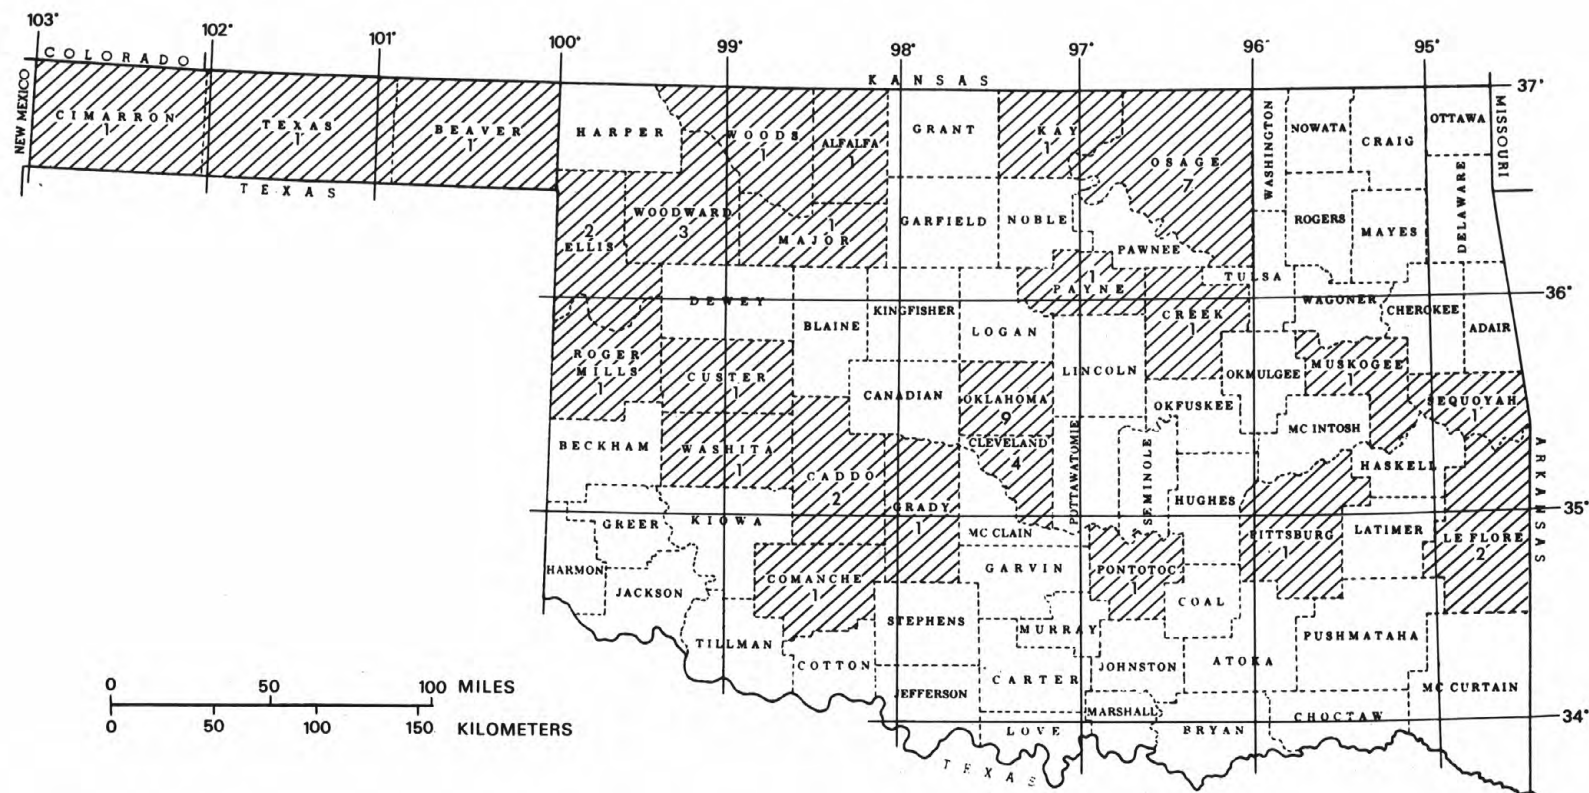 103°
102°
101°
100°
99°
98°
97°
96°
95°
COLORADO
KANSAS
37°
NEW MEXICO
MISSOURI
CIMARRON
1
TEXAS
1
BEAVER
1
HARPER
WOODS
1
ALFALFA
1
GRANT
KAY
1
OSAGE
7
WASHINGTON
NOWATA
CRAIG
OTTAWA
TEXAS
DELAWARE
2
ELLIS
WOODWARD
3
1
MAJOR
GARFIELD
NOBLE
PAWNEE
ROGERS
MAYES
36°
DEWEY
BLAINE
KINGFISHER
LOGAN
1
PAYNE
CREEK
1
TULSA
WAGONER
CHEROKEE
ADAIR
ROGER
MILLS
1
CUSTER
1
CANADIAN
OKLAHOMA
9
LINCOLN
OKFUSKEE
OKMULGEE
MUSKOGEE
1
SEQUOYAH
1
BECKHAM
WASHITA
1
CADDO
2
GRADY
1
CLEVELAND
4
POTTAWATOMIE
SEMINOLE
HUGHES
MC INTOSH
HASKELL
ARKANSAS
35°
GREER
KIOWA
MC CLAIN
PITTSBURG
1
LATIMER
LE FLORE
2
HARMON
JACKSON
COMANCHE
1
GARVIN
PONTOTOC
1
COAL
TILLMAN
COTTON
STEPHENS
MURRAY
JOHNSTON
ATOKA
PUSHMATAHA
JEFFERSON
CARTER
MARSHALL
MC CURTAIN
34°
LOVE
BRYAN
CHOCTAW
TEXAS
0 50 100 MILES
0 50 100 150 KILOMETERS